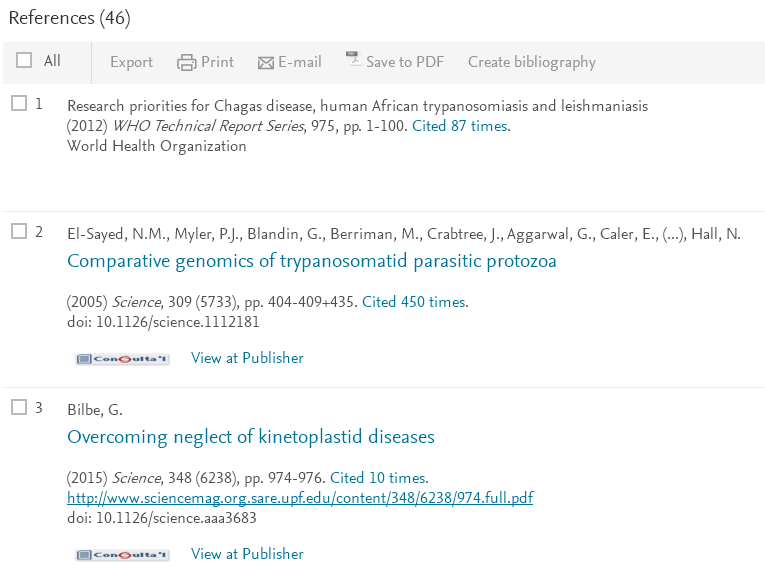 References (46)
All Export Print E-mail Save to PDF Create bibliography
1 Research priorities for Chagas disease, human African trypanosomiasis and leishmaniasis
(2012) WHO Technical Report Series, 975, pp. 1-100. Cited 87 times.
World Health Organization
2 El-Sayed, N.M., Myler, P.J., Blandin, G., Berriman, M., Crabtree, J., Aggarwal, G., Caler, E., (...), Hall, N.
Comparative genomics of trypanosomatid parasitic protozoa
(2005) Science, 309 (5733), pp. 404-409+435. Cited 450 times.
doi: 10.1126/science.1112181
Consulta'l View at Publisher
3 Bilbe, G.
Overcoming neglect of kinetoplastid diseases
(2015) Science, 348 (6238), pp. 974-976. Cited 10 times.
http://www.sciencemag.org.sare.upf.edu/content/348/6238/974.full.pdf
doi: 10.1126/science.aaa3683
Consulta'l View at Publisher